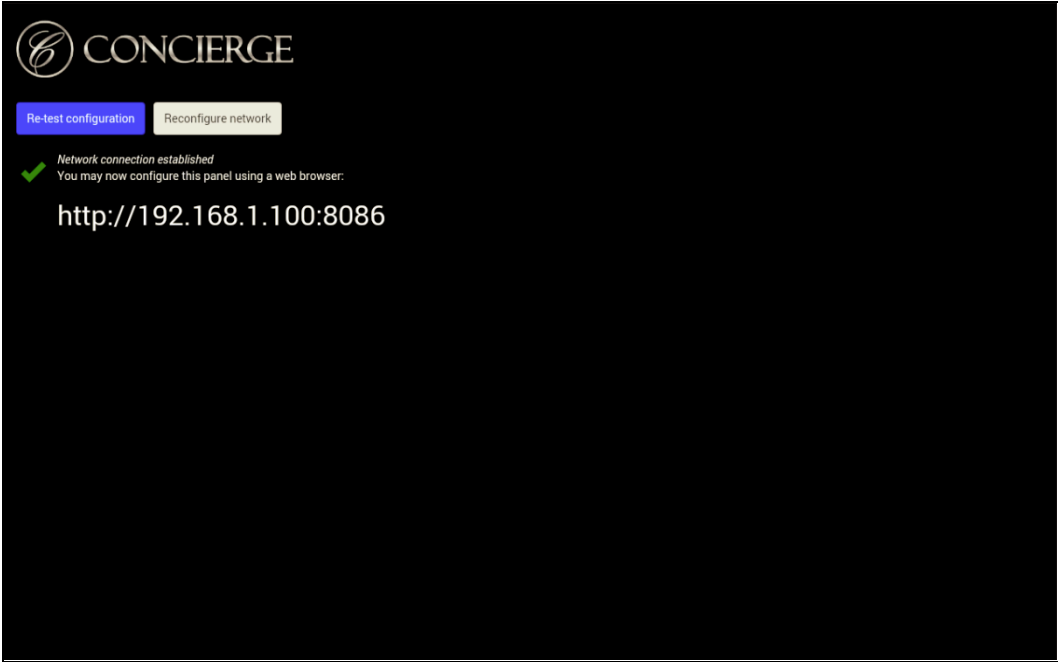 CONCIERGE
Re-test configuration Reconfigure network
Network connection established
You may now configure this panel using a web browser:
http://192.168.1.100:8086